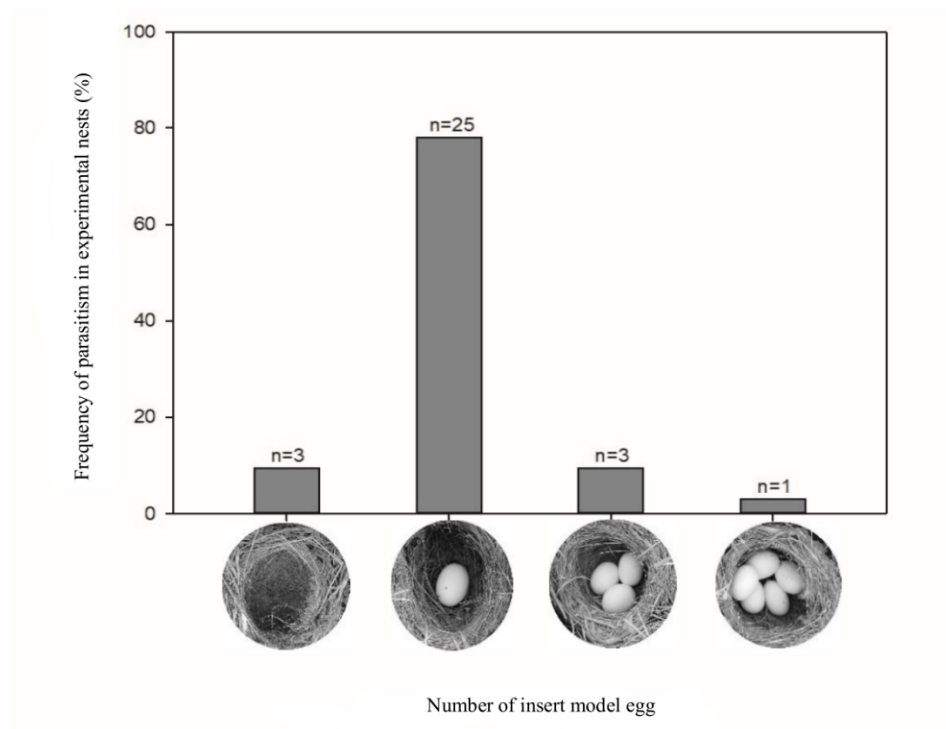 Frequency of parasitism in experimental nests (%)
100
80
60
40
20
0
n=3
n=25
n=3
n=1
Number of insert model egg